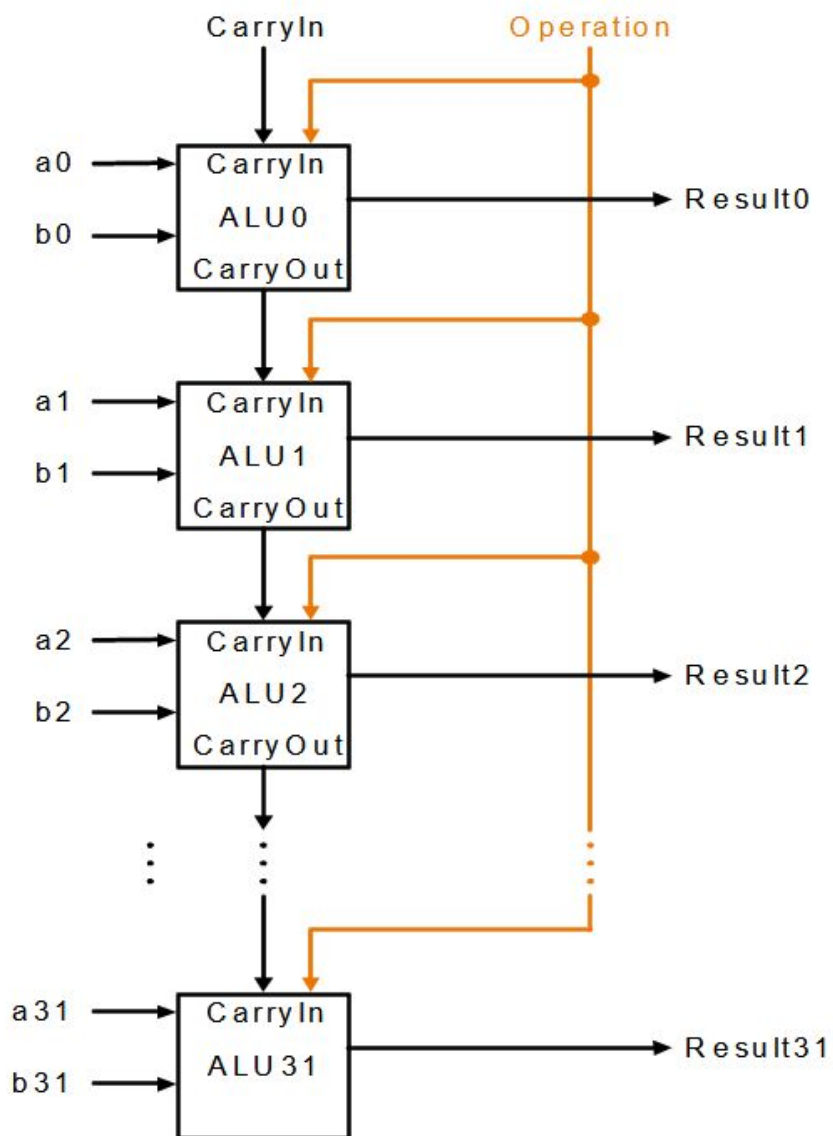 CarryIn Operation
a0 CarryIn
ALU0 Result0
b0
CarryOut
a1 CarryIn
ALU1 Result1
b1
CarryOut
a2 CarryIn
ALU2 Result2
b2
CarryOut
a31 CarryIn
ALU31 Result31
b31